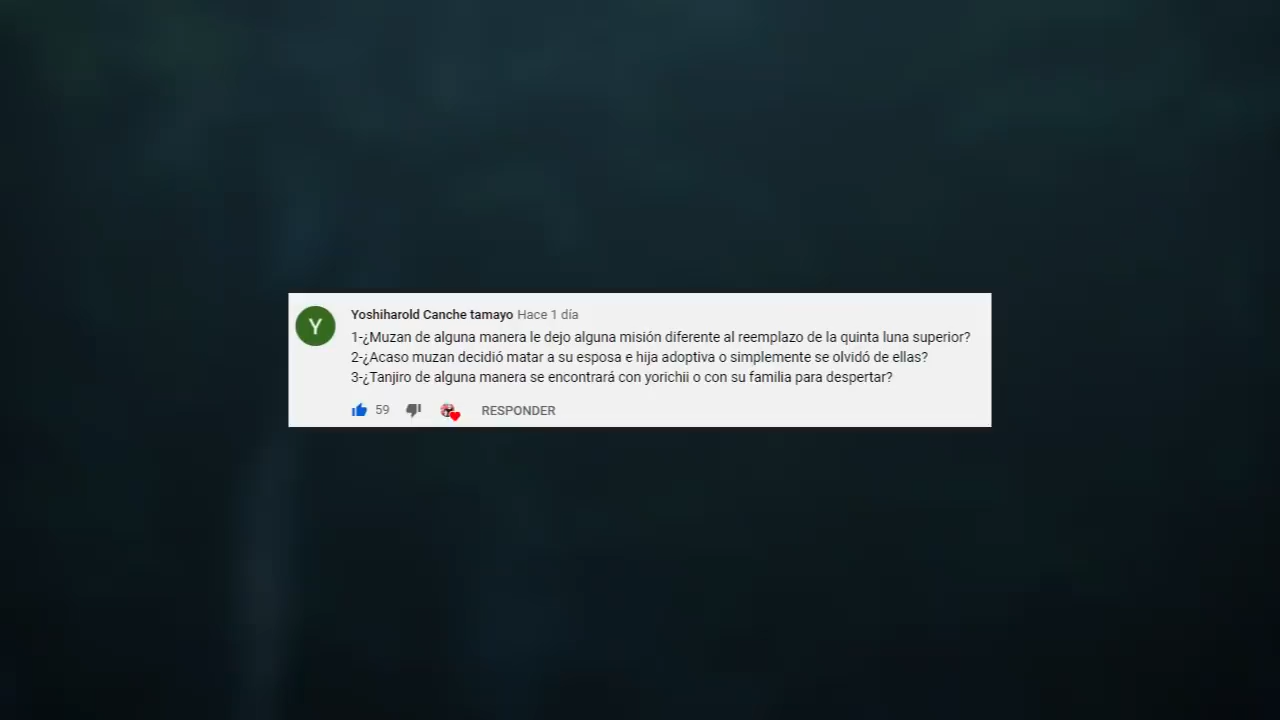 Y
Yoshiharold Canche tamayo Hace 1 día
1-¿Muzan de alguna manera le dejo alguna misión diferente al reemplazo de la quinta luna superior?
2-¿Acaso muzan decidió matar a su esposa e hija adoptiva o simplemente se olvidó de ellas?
3-¿Tanjiro de alguna manera se encontrará con yorichii o con su familia para despertar?
59 RESPONDER